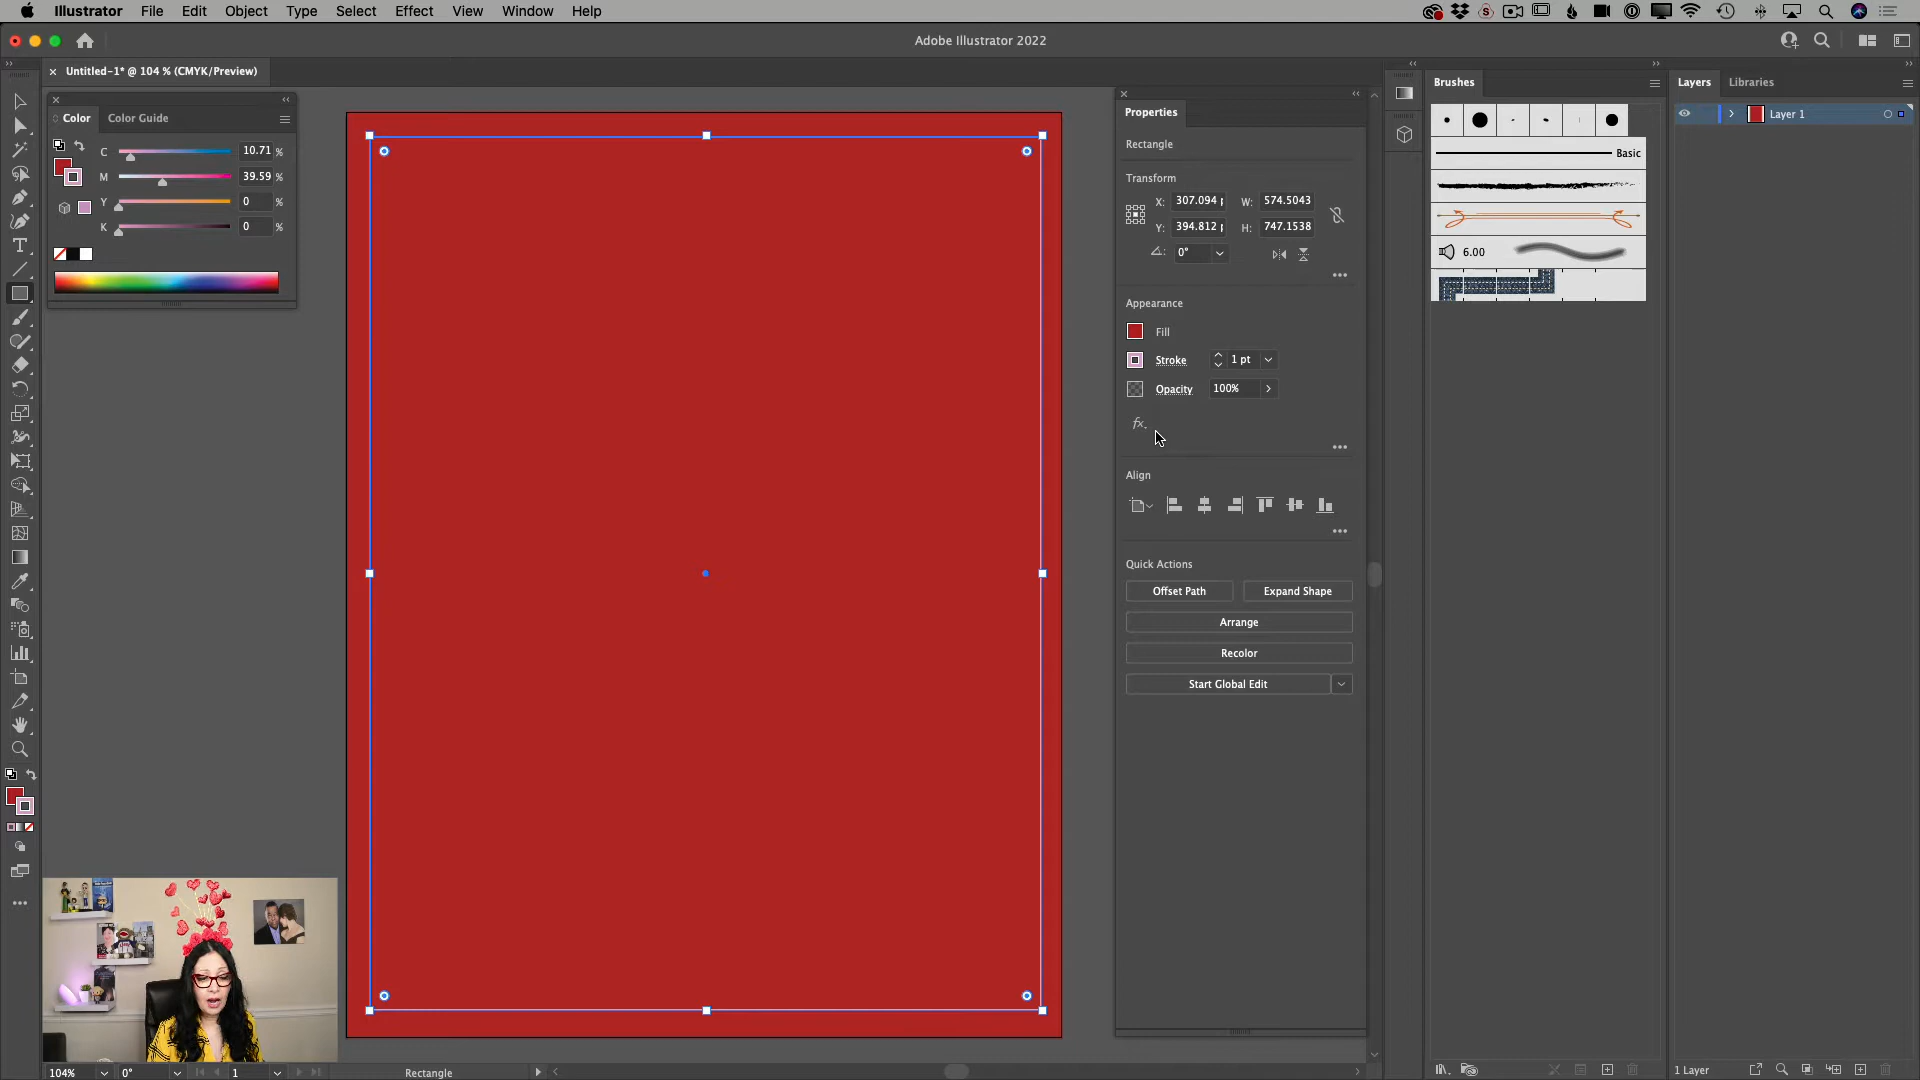 Illustrator File Edit Object Type Select Effect View Window Help
Adobe Illustrator 2022
Untitled-1* @ 104 % (CMYK/Preview)
Color Color Guide
C 10.71 %
M 39.59 %
Y 0 %
K 0 %
Properties
Rectangle
Transform
X: 307.094 p W: 574.5043
Y: 394.812 p H: 747.1538
0°
Appearance
Fill
Stroke 1 pt
Opacity 100%
fx.
Align
Quick Actions
Offset Path Expand Shape
Arrange
Recolor
Start Global Edit
Brushes
Basic
6.00
Layers Libraries
Layer 1
104% 0° 1 Rectangle
1 Layer